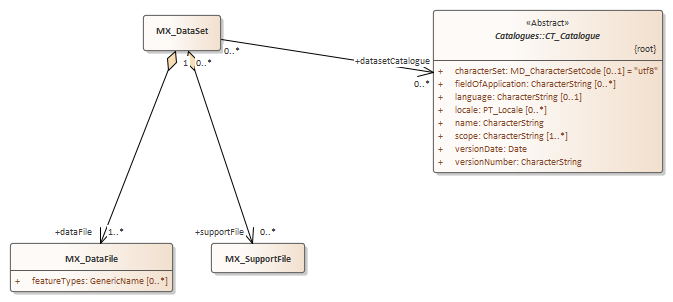 MX_DataSet
0..*
1
0..*
+datasetCatalogue
0..*
«Abstract»
Catalogues::CT_Catalogue
{root}
+ characterSet: MD_CharacterSetCode [0..1] = "utf8"
+ fieldOfApplication: CharacterString [0..*]
+ language: CharacterString [0..1]
+ locale: PT_Locale [0..*]
+ name: CharacterString
+ scope: CharacterString [1..*]
+ versionDate: Date
+ versionNumber: CharacterString
+dataFile
1..*
+supportFile
0..*
MX_DataFile
+ featureTypes: GenericName [0..*]
MX_SupportFile